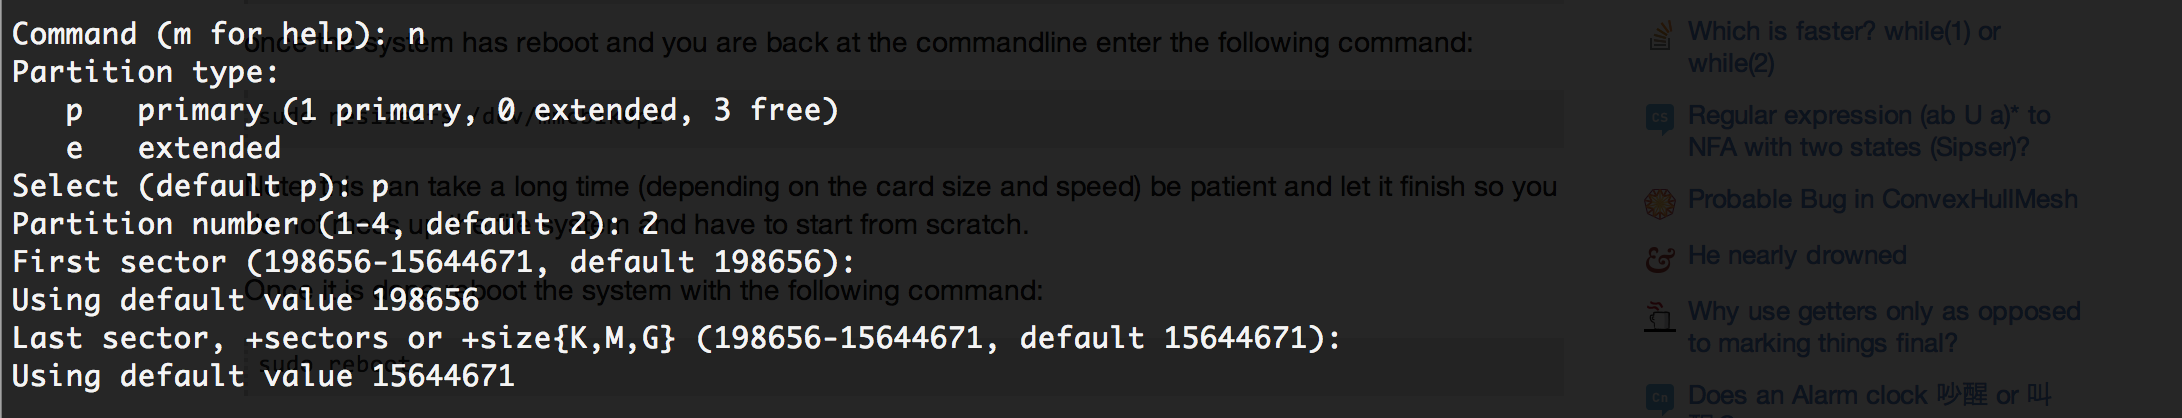 Command (m for help): n
Partition type:
p primary (1 primary, 0 extended, 3 free)
e extended
Select (default p): p
Partition number (1-4, default 2): 2
First sector (198656-15644671, default 198656):
Using default value 198656
Last sector, +sectors or +size{K,M,G} (198656-15644671, default 15644671):
Using default value 15644671
once the system has reboot and you are back at the commandline enter the following command:
sudo
can take a long time (depending on the card size and speed) be patient and let it finish so you
and have to start from scratch.
Once it is done reboot the system with the following command:
sudo reboot
Which is faster? while(1) or
while(2)
Regular expression (ab U a)* to
NFA with two states (Sipser)?
Probable Bug in ConvexHullMesh
He nearly drowned
Why use getters only as opposed
to marking things final?
Does an Alarm clock 吵醒 or 叫